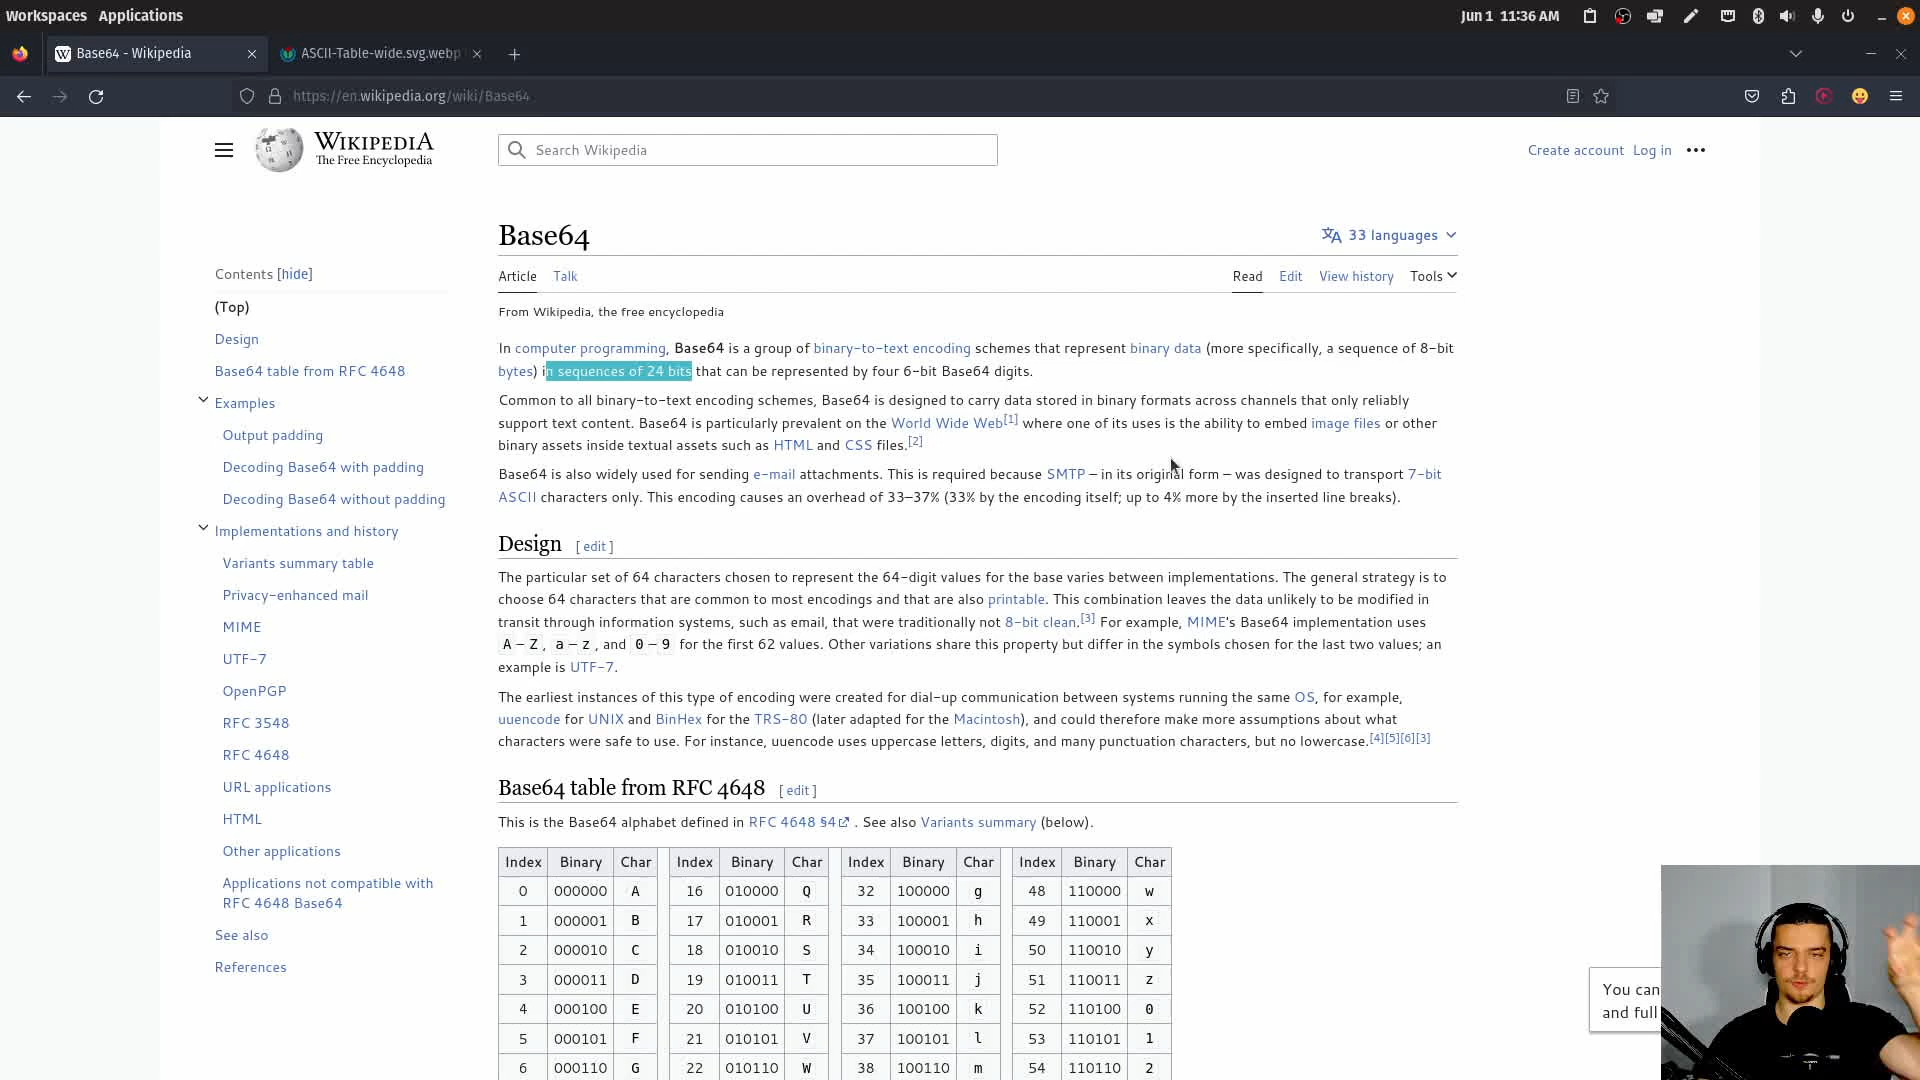 Workspaces Applications
Jun 1 11:36 AM
Base64 - Wikipedia
ASCII-Table-wide.svg.webp
https://en.wikipedia.org/wiki/Base64
WIKIPEDIA
The Free Encyclopedia
Search Wikipedia
Create account Log in
Base64
33 languages
Article Talk
Read Edit View history Tools
From Wikipedia, the free encyclopedia
In computer programming, Base64 is a group of binary-to-text encoding schemes that represent binary data (more specifically, a sequence of 8-bit
bytes) in sequences of 24 bits that can be represented by four 6-bit Base64 digits.
Common to all binary-to-text encoding schemes, Base64 is designed to carry data stored in binary formats across channels that only reliably
support text content. Base64 is particularly prevalent on the World Wide Web[1] where one of its uses is the ability to embed image files or other
binary assets inside textual assets such as HTML and CSS files.[2]
Base64 is also widely used for sending e-mail attachments. This is required because SMTP – in its original form – was designed to transport 7-bit
ASCII characters only. This encoding causes an overhead of 33–37% (33% by the encoding itself; up to 4% more by the inserted line breaks).
Design [ edit ]
The particular set of 64 characters chosen to represent the 64-digit values for the base varies between implementations. The general strategy is to
choose 64 characters that are common to most encodings and that are also printable. This combination leaves the data unlikely to be modified in
transit through information systems, such as email, that were traditionally not 8-bit clean.[3] For example, MIME's Base64 implementation uses
A – Z, a – z, and 0 – 9 for the first 62 values. Other variations share this property but differ in the symbols chosen for the last two values; an
example is UTF-7.
The earliest instances of this type of encoding were created for dial-up communication between systems running the same OS, for example,
uuencode for UNIX and BinHex for the TRS-80 (later adapted for the Macintosh), and could therefore make more assumptions about what
characters were safe to use. For instance, uuencode uses uppercase letters, digits, and many punctuation characters, but no lowercase.[4][5][6][3]
Base64 table from RFC 4648 [ edit ]
This is the Base64 alphabet defined in RFC 4648 §4 . See also Variants summary (below).
Index Binary Char Index Binary Char Index Binary Char Index Binary Char
0 000000 A 16 010000 Q 32 100000 g 48 110000 w
1 000001 B 17 010001 R 33 100001 h 49 110001 x
2 000010 C 18 010010 S 34 100010 i 50 110010 y
3 000011 D 19 010011 T 35 100011 j 51 110011 z
4 000100 E 20 010100 U 36 100100 k 52 110100 0
5 000101 F 21 010101 V 37 100101 l 53 110101 1
6 000110 G 22 010110 W 38 100110 m 54 110110 2
Contents [hide]
(Top)
Design
Base64 table from RFC 4648
Examples
Output padding
Decoding Base64 with padding
Decoding Base64 without padding
Implementations and history
Variants summary table
Privacy-enhanced mail
MIME
UTF-7
OpenPGP
RFC 3548
RFC 4648
URL applications
HTML
Other applications
Applications not compatible with
RFC 4648 Base64
See also
References
You can
and full